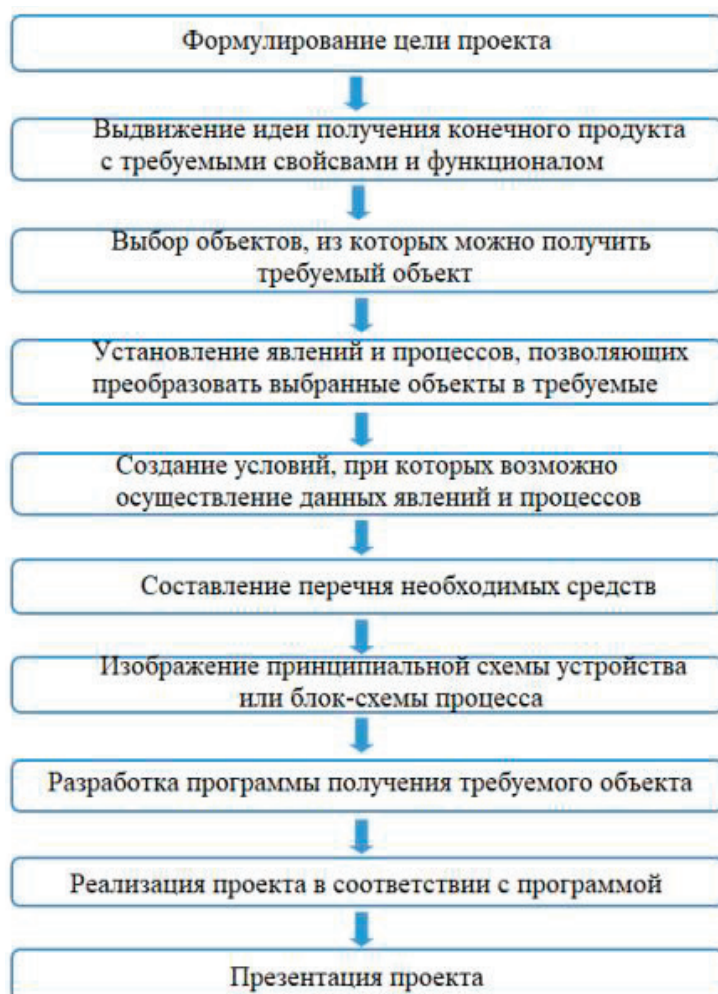 Формулирование цели проекта
Выдвижение идеи получения конечного продукта
с требуемыми свойсвами и функционалом
Выбор объектов, из которых можно получить
требуемый объект
Установление явлений и процессов, позволяющих
преобразовать выбранные объекты в требуемые
Создание условий, при которых возможно
осуществление данных явлений и процессов
Составление перечня необходимых средств
Изображение принципиальной схемы устройства
или блок-схемы процесса
Разработка программы получения требуемого объекта
Реализация проекта в соответствии с программой
Презентация проекта